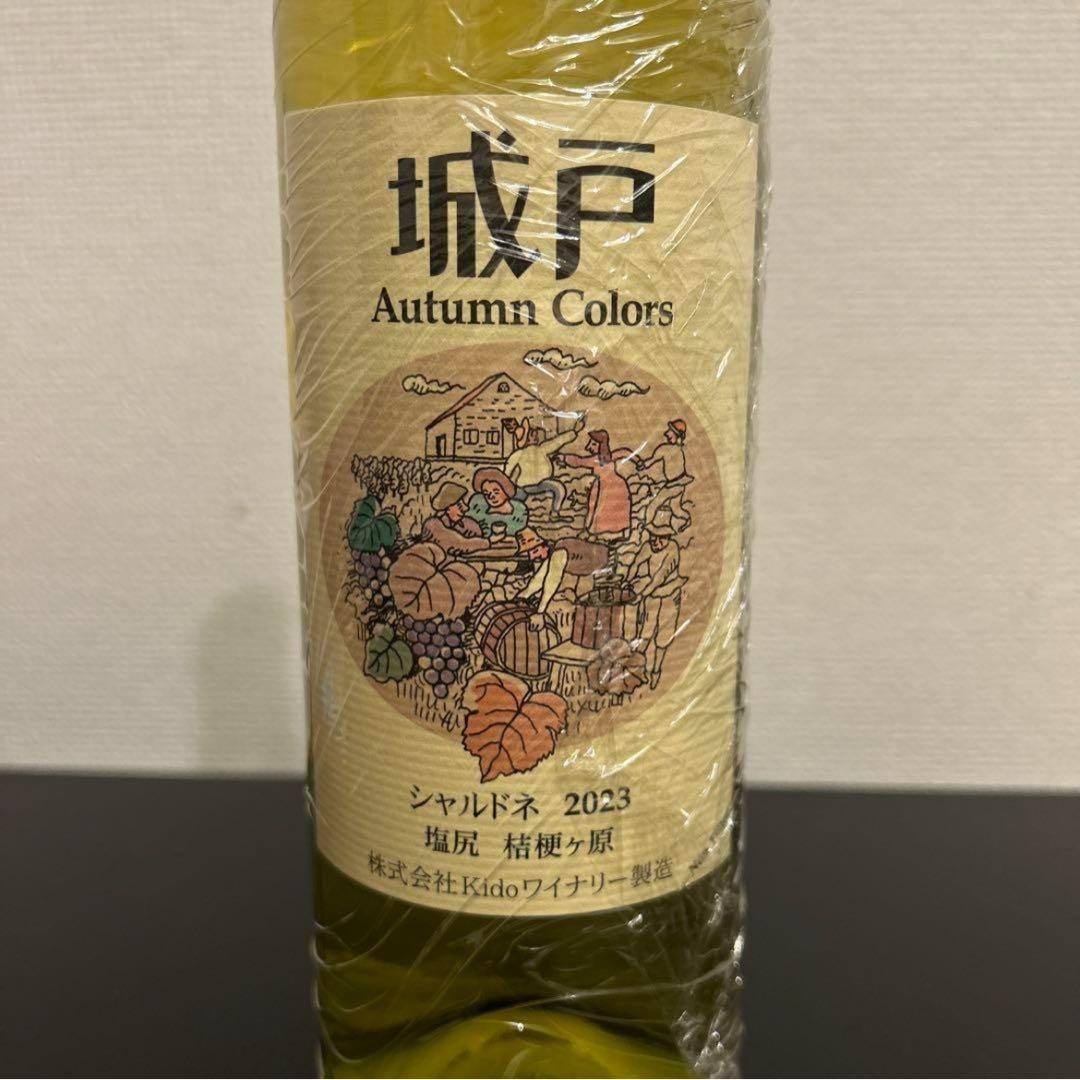 城戸
Autumn Colors
シャルドネ 2023
塩尻 桔梗ヶ原
株式会社Kidoワイナリー製造